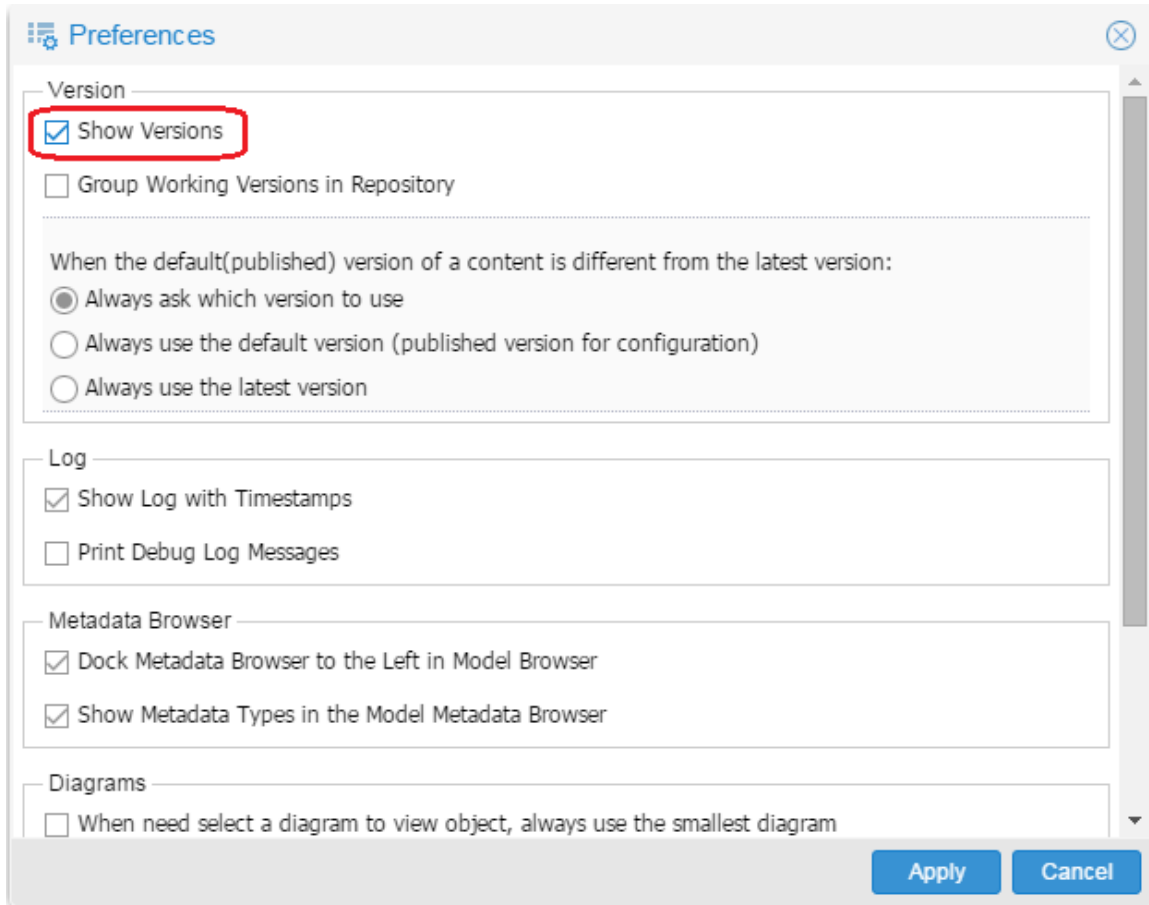 Preferences
Version
Show Versions
Group Working Versions in Repository
When the default(published) version of a content is different from the latest version:
Always ask which version to use
Always use the default version (published version for configuration)
Always use the latest version
Log
Show Log with Timestamps
Print Debug Log Messages
Metadata Browser
Dock Metadata Browser to the Left in Model Browser
Show Metadata Types in the Model Metadata Browser
Diagrams
When need select a diagram to view object, always use the smallest diagram
Apply Cancel